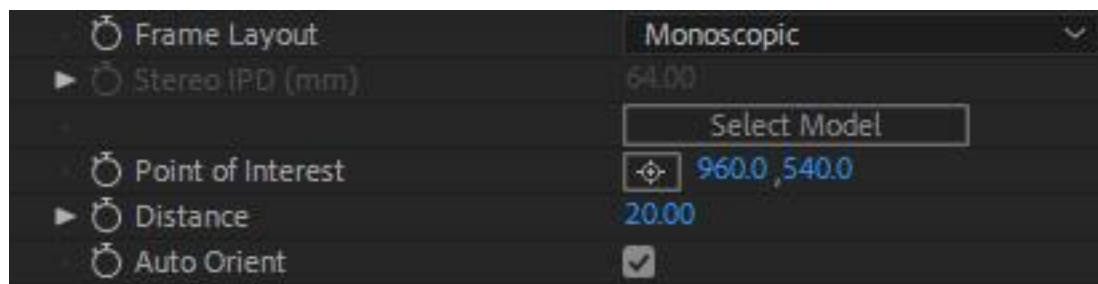 Frame Layout Monoscopic
Stereo IPD (mm) 64.00
Select Model
Point of Interest 960.0 ,540.0
Distance 20.00
Auto Orient